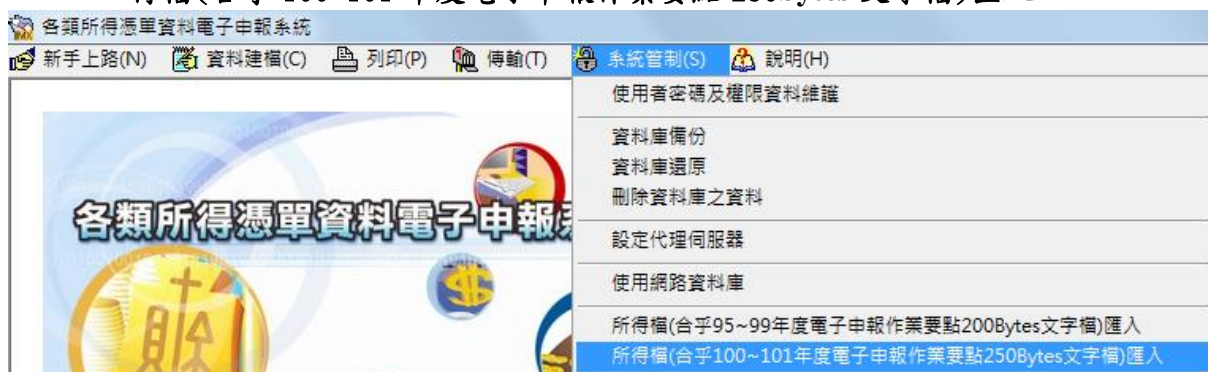 各類所得憑單資料電子申報系統
新手上路(N) 資料建檔(C) 列印(P) 傳輸(T) 系統管制(S) 說明(H)
使用者密碼及權限資料維護
資料庫備份
資料庫還原
刪除資料庫之資料
各類所得憑單資料電子申報
設定代理伺服器
使用網路資料庫
所得檔(合乎95~99年度電子申報作業要點200Bytes文字檔)匯入
所得檔(合乎100~101年度電子申報作業要點250Bytes文字檔)匯入